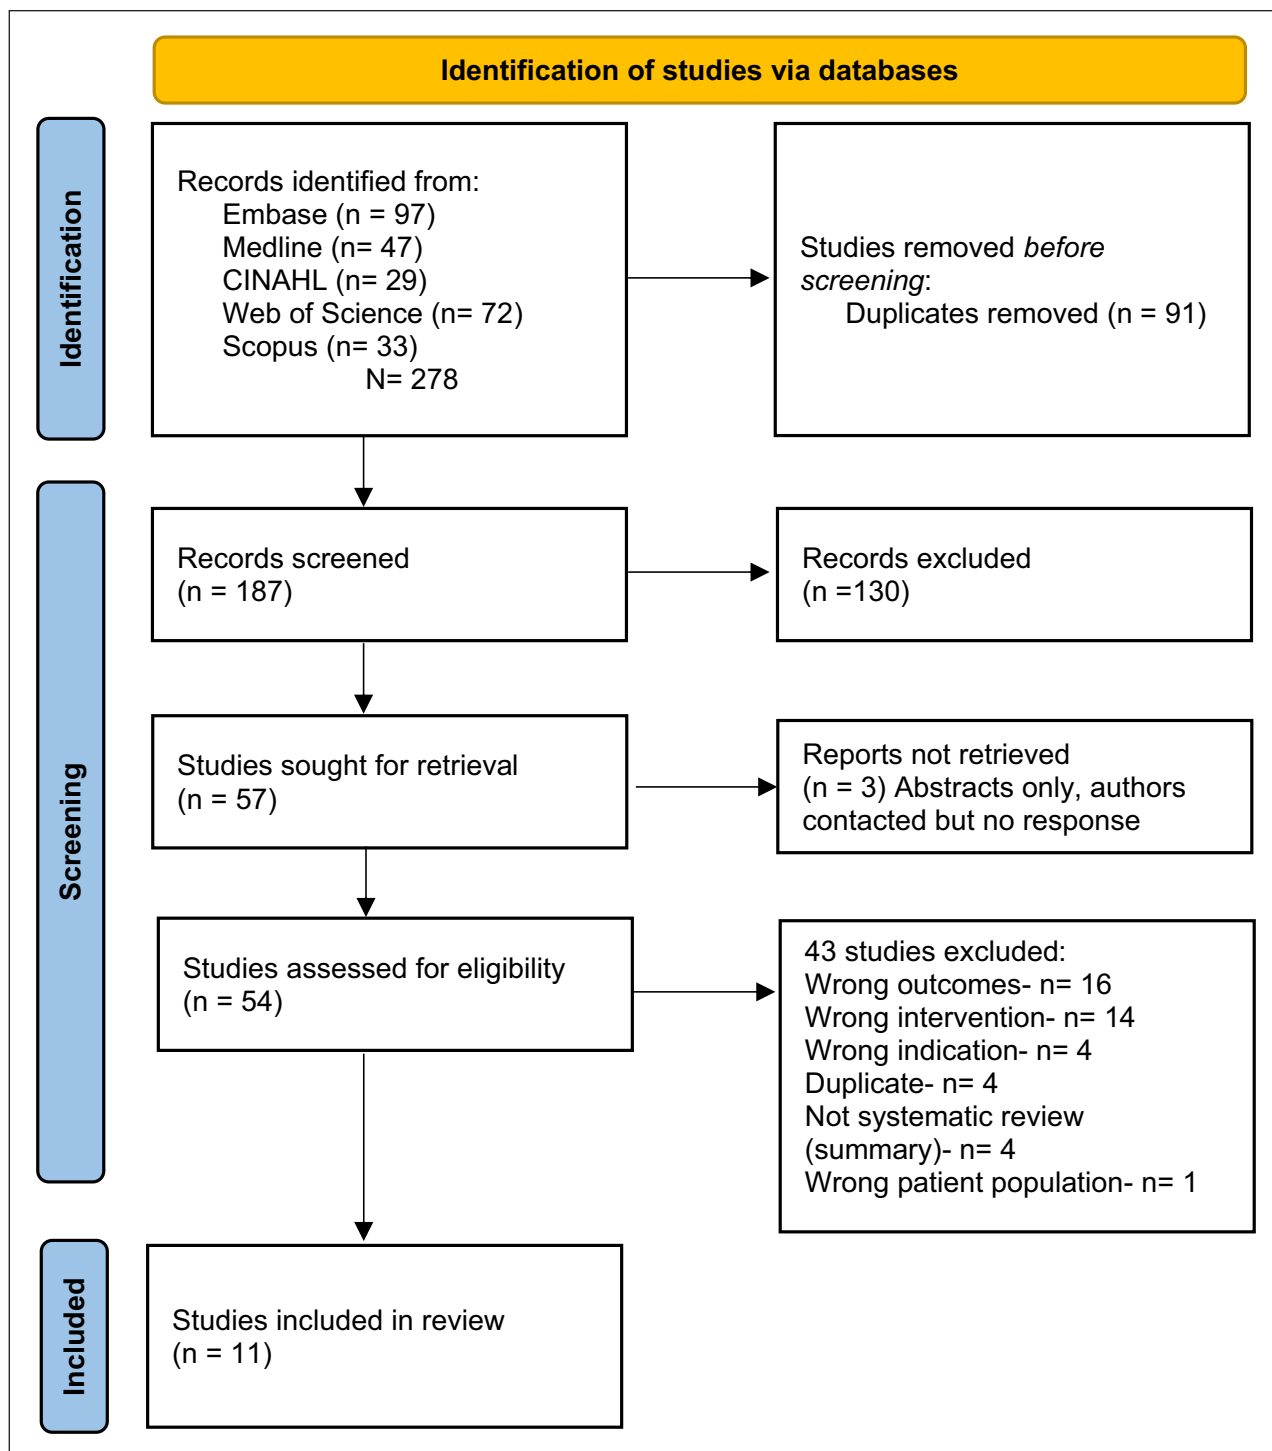 Identification of studies via databases
Identification
Records identified from:
Embase (n = 97)
Medline (n= 47)
CINAHL (n= 29)
Web of Science (n= 72)
Scopus (n= 33)
N= 278
Studies removed before
screening:
Duplicates removed (n = 91)
Screening
Records screened
(n = 187)
Records excluded
(n =130)
Studies sought for retrieval
(n = 57)
Reports not retrieved
(n = 3) Abstracts only, authors
contacted but no response
Studies assessed for eligibility
(n = 54)
43 studies excluded:
Wrong outcomes- n= 16
Wrong intervention- n= 14
Wrong indication- n= 4
Duplicate- n= 4
Not systematic review
(summary)- n= 4
Wrong patient population- n= 1
Included
Studies included in review
(n = 11)